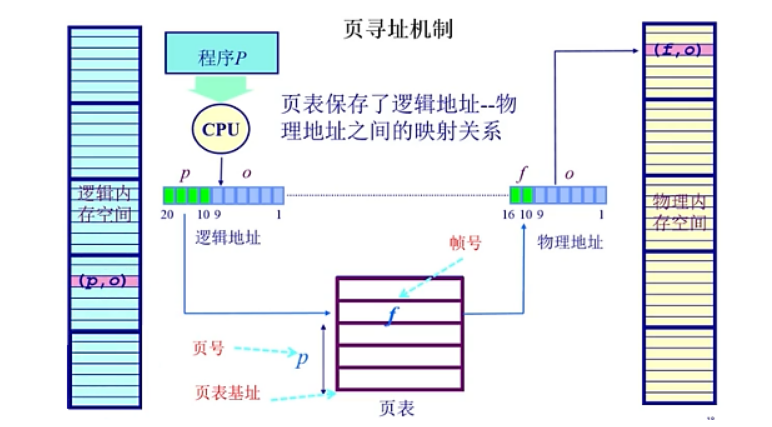 页寻址机制
程序P
CPU
页表保存了逻辑地址--物
理地址之间的映射关系
(f,o)
p
o
f
o
逻辑内
存空间
物理内
存空间
20
10 9
1
16 10 9
1
逻辑地址
物理地址
帧号
(p,o)
f
页号
p
页表基址
页表